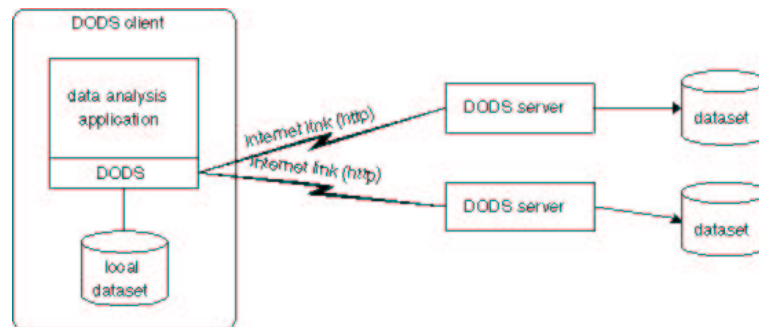 DODS client
data analysis
application
DODS
local
dataset
Internet link (http)
Internet link (http)
DODS server
dataset
DODS server
dataset